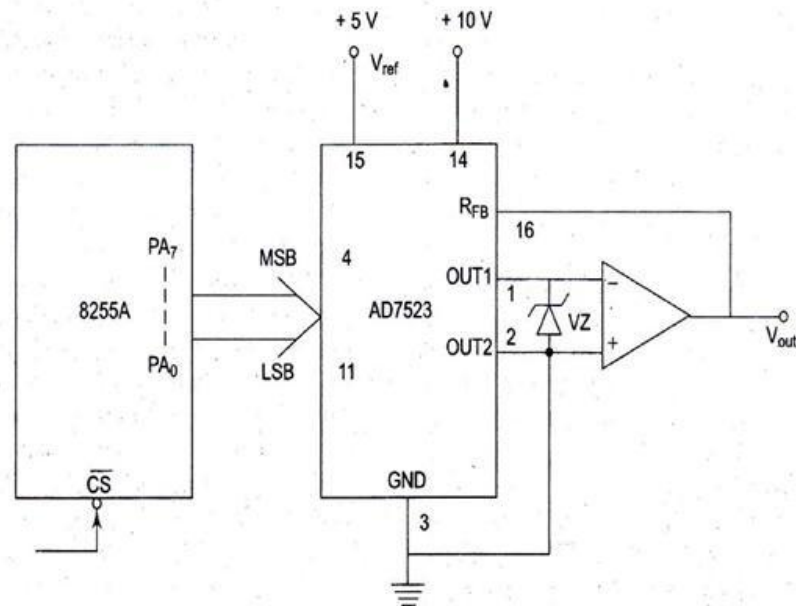 + 5 V
+ 10 V
Vref
15
14
RFB
16
PA7
MSB
4
OUT1
1
8255A
AD7523
VZ
Vout
OUT2
2
PA0
LSB
11
−
+
GND
CS
3